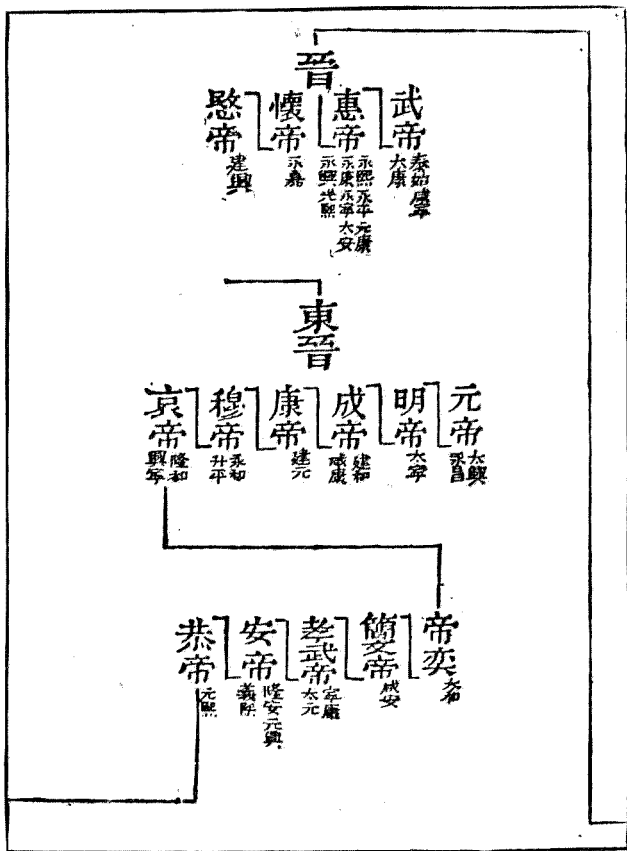 晉
武帝
泰始咸寧
大康
惠帝
永熙永平元康
永康永寧太安
永興光熙
懷帝
永嘉
愍帝
建興
東晉
元帝
太興
永昌
明帝
太寧
成帝
建和
咸康
康帝
建元
穆帝
永和
升平
哀帝
隆和
興寧
帝奕
太和
簡文帝
咸安
孝武帝
寧康
太元
安帝
隆安元興
義熙
恭帝
元熙